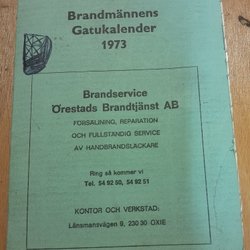 Brandmännens
Gatukalender
1973
Brandservice
Örestads Brandtjänst AB
FÖRSÄLJNING, REPARATION
OCH FULLSTÄNDIG SERVICE
AV HANDBRANDSLÄCKARE
Ring så kommer vi
Tel. 54 92 50, 54 92 51
KONTOR OCH VERKSTAD:
Länsmansvägen 9, 230 30 OXIE